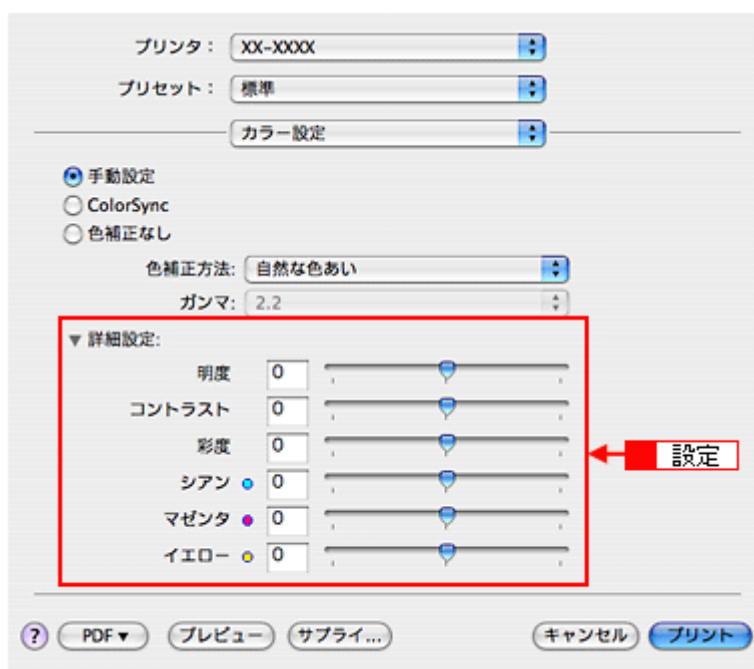 プリンタ： XX-XXXX
プリセット： 標準
カラー設定
手動設定
ColorSync
色補正なし
色補正方法: 自然な色あい
ガンマ: 2.2
▼ 詳細設定:
明度 0
コントラスト 0
彩度 0
設定
シアン 0
マゼンタ 0
イエロー 0
? PDF▼ プレビュー サプライ... キャンセル プリント